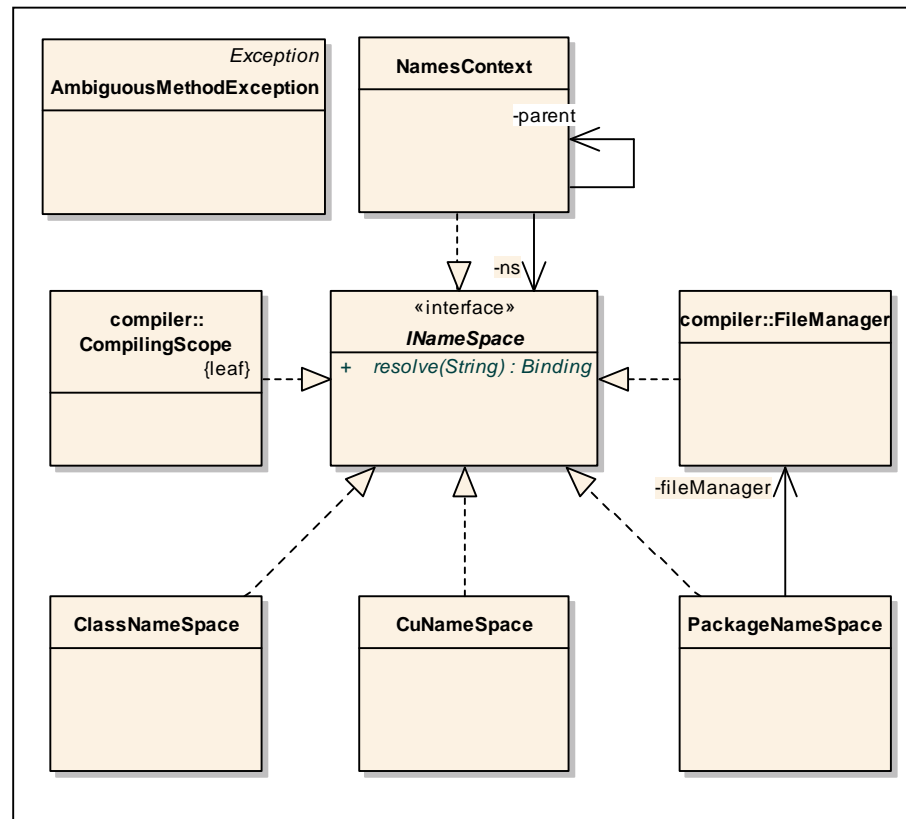 Exception
AmbiguousMethodException
NamesContext
-parent
-ns
compiler::
CompilingScope
{leaf}
«interface»
INameSpace
+ resolve(String) : Binding
compiler::FileManager
-fileManager
ClassNameSpace
CuNameSpace
PackageNameSpace